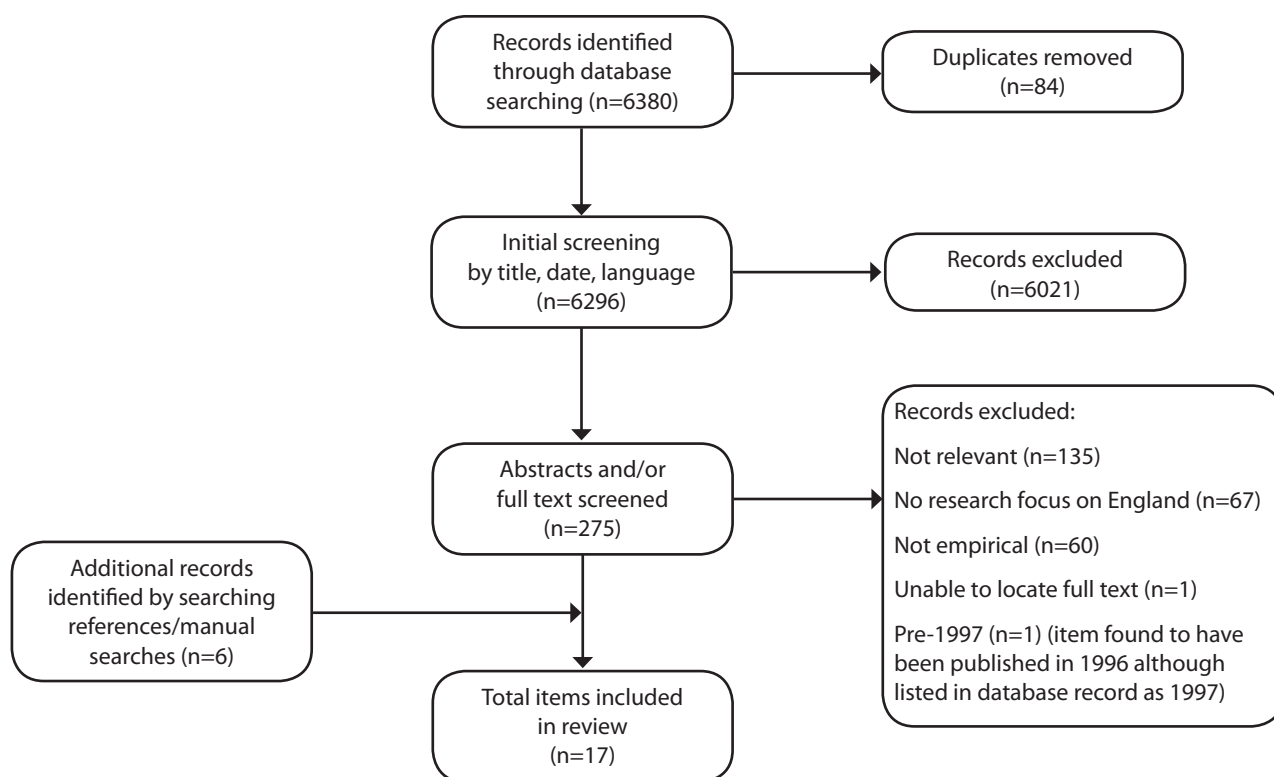 Records identified
through database
searching (n=6380)
Duplicates removed
(n=84)
Initial screening
by title, date, language
(n=6296)
Records excluded
(n=6021)
Abstracts and/or
full text screened
(n=275)
Records excluded:
Not relevant (n=135)
No research focus on England (n=67)
Not empirical (n=60)
Unable to locate full text (n=1)
Pre-1997 (n=1) (item found to have
been published in 1996 although
listed in database record as 1997)
Additional records
identified by searching
references/manual
searches (n=6)
Total items included
in review
(n=17)